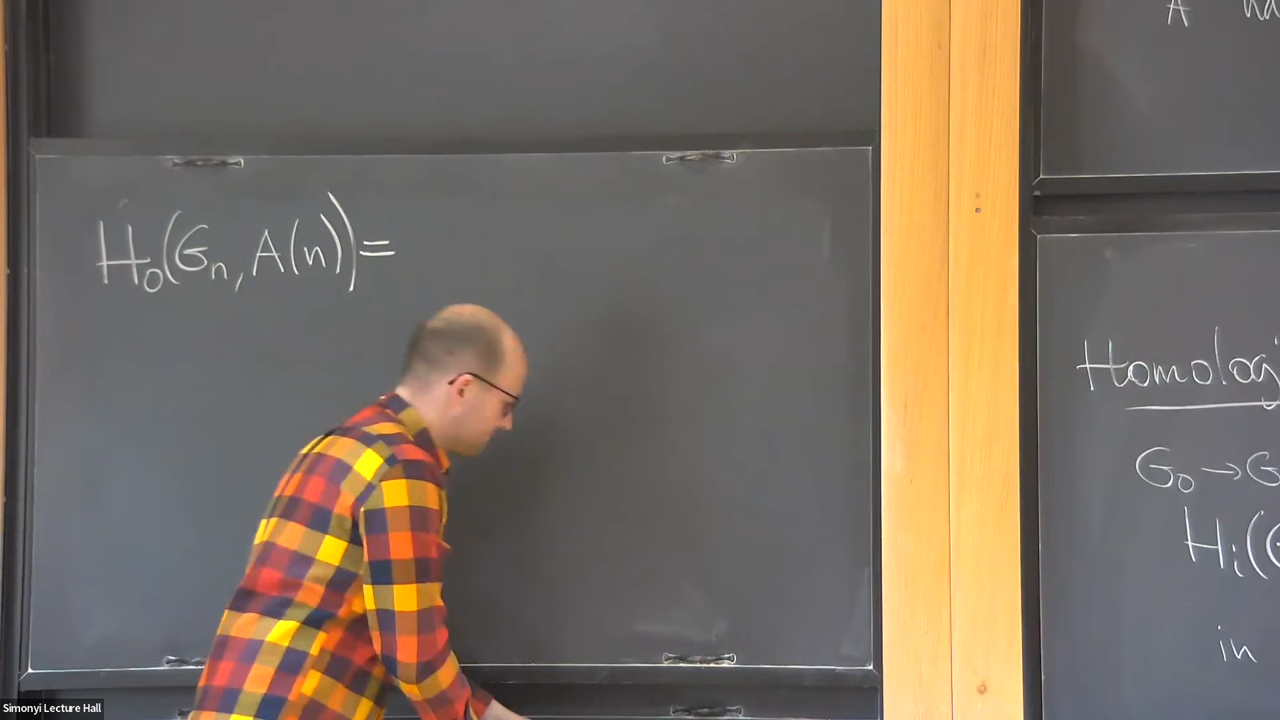 H₀(Gₙ, A(n)) =
A
Homolog
G₀ → G
Hᵢ(
in
Simonyi Lecture Hall